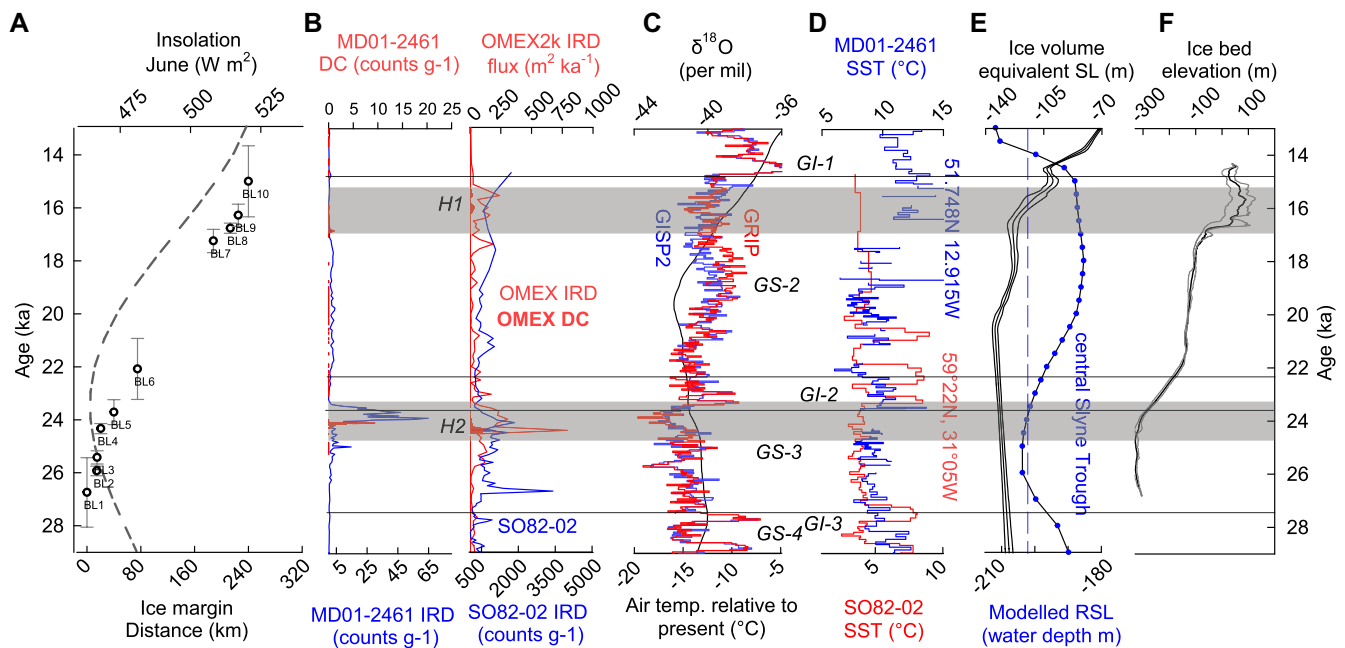 A
B
C
D
E
F
Insolation
June (W m²)
MD01-2461
DC (counts g-1)
OMEX2k IRD
flux (m² ka⁻¹)
δ¹⁸O
(per mil)
MD01-2461
SST (°C)
Ice volume
equivalent SL (m)
Ice bed
elevation (m)
475 500 525
0 5 10 15 20 25
0 250 500 750 1000
-44 -40 -36
5 10 15
-140 -105 -70
-300 -100 100
Age (ka)
14
16
18
20
22
24
26
28
BL10
BL9
BL8
BL7
BL6
BL5
BL4
BL3
BL2
BL1
H1
H2
OMEX IRD
OMEX DC
SO82-02
GISP2
GRIP
GI-1
GS-2
GI-2
GS-3
GI-3
GS-4
51.748N 12.915W
59°22N, 31°05W
central Slyne Trough
14
16
18
20
22
24
26
28
Age (ka)
0 80 160 240 320
5 25 45 65
500 2000 3500 5000
-20 -15 -10 -5
5 10
-210 -180
Ice margin
Distance (km)
MD01-2461 IRD
(counts g-1)
SO82-02 IRD
(counts g-1)
Air temp. relative to
present (°C)
SO82-02
SST (°C)
Modelled RSL
(water depth m)